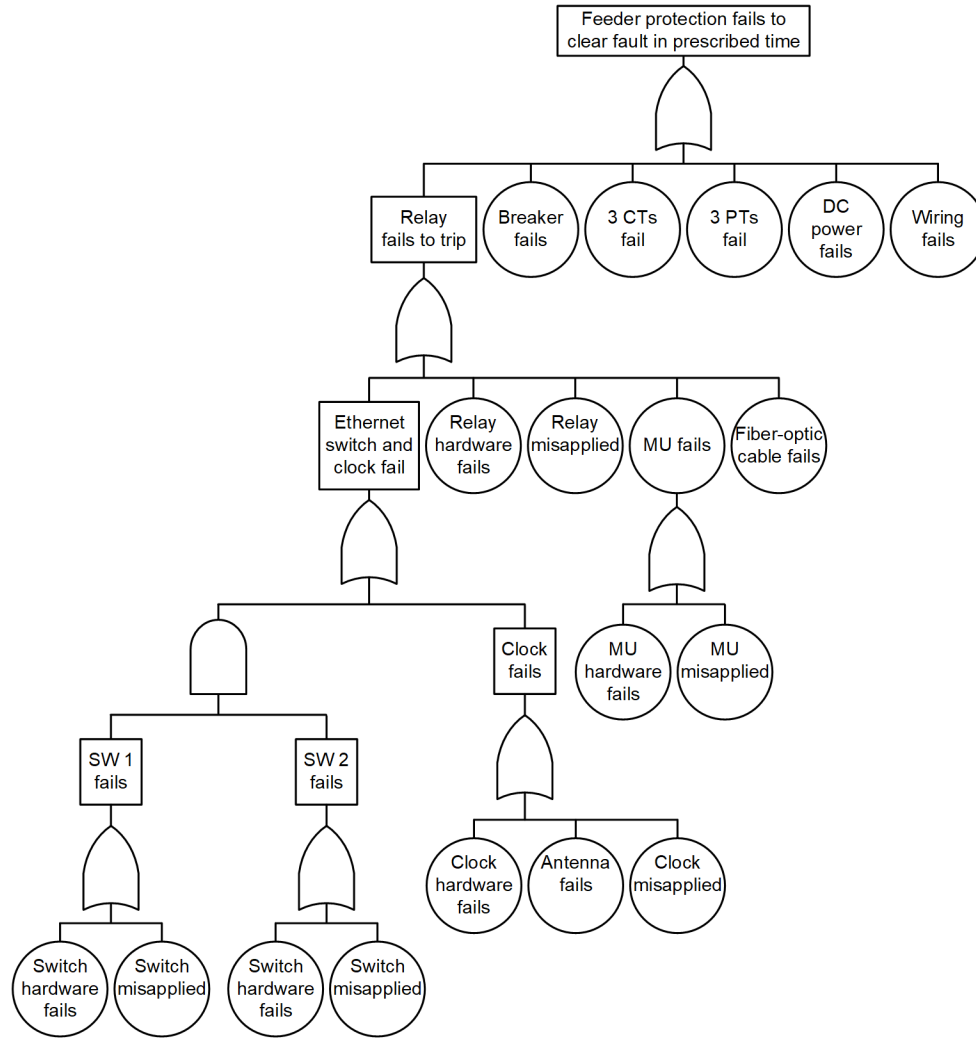 Feeder protection fails to
clear fault in prescribed time
Relay
fails to trip
Breaker
fails
3 CTs
fail
3 PTs
fail
DC
power
fails
Wiring
fails
Ethernet
switch and
clock fail
Relay
hardware
fails
Relay
misapplied
MU fails
Fiber-optic
cable fails
Clock
fails
MU
hardware
fails
MU
misapplied
SW 1
fails
SW 2
fails
Clock
hardware
fails
Antenna
fails
Clock
misapplied
Switch
hardware
fails
Switch
misapplied
Switch
hardware
fails
Switch
misapplied